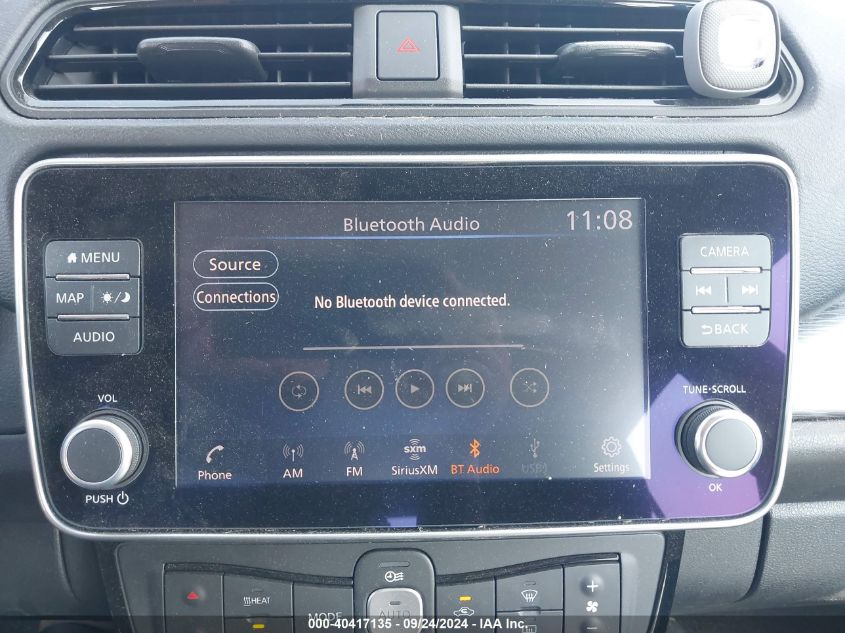 Bluetooth Audio 11:08
MENU
MAP
AUDIO
Source
Connections
No Bluetooth device connected.
CAMERA
BACK
VOL
PUSH
TUNE·SCROLL
OK
Phone
AM
FM
sxm
SiriusXM
BT Audio
USB1
Settings
HEAT
MODE
AUTO
000-40417135 - 09/24/2024 - IAA Inc.